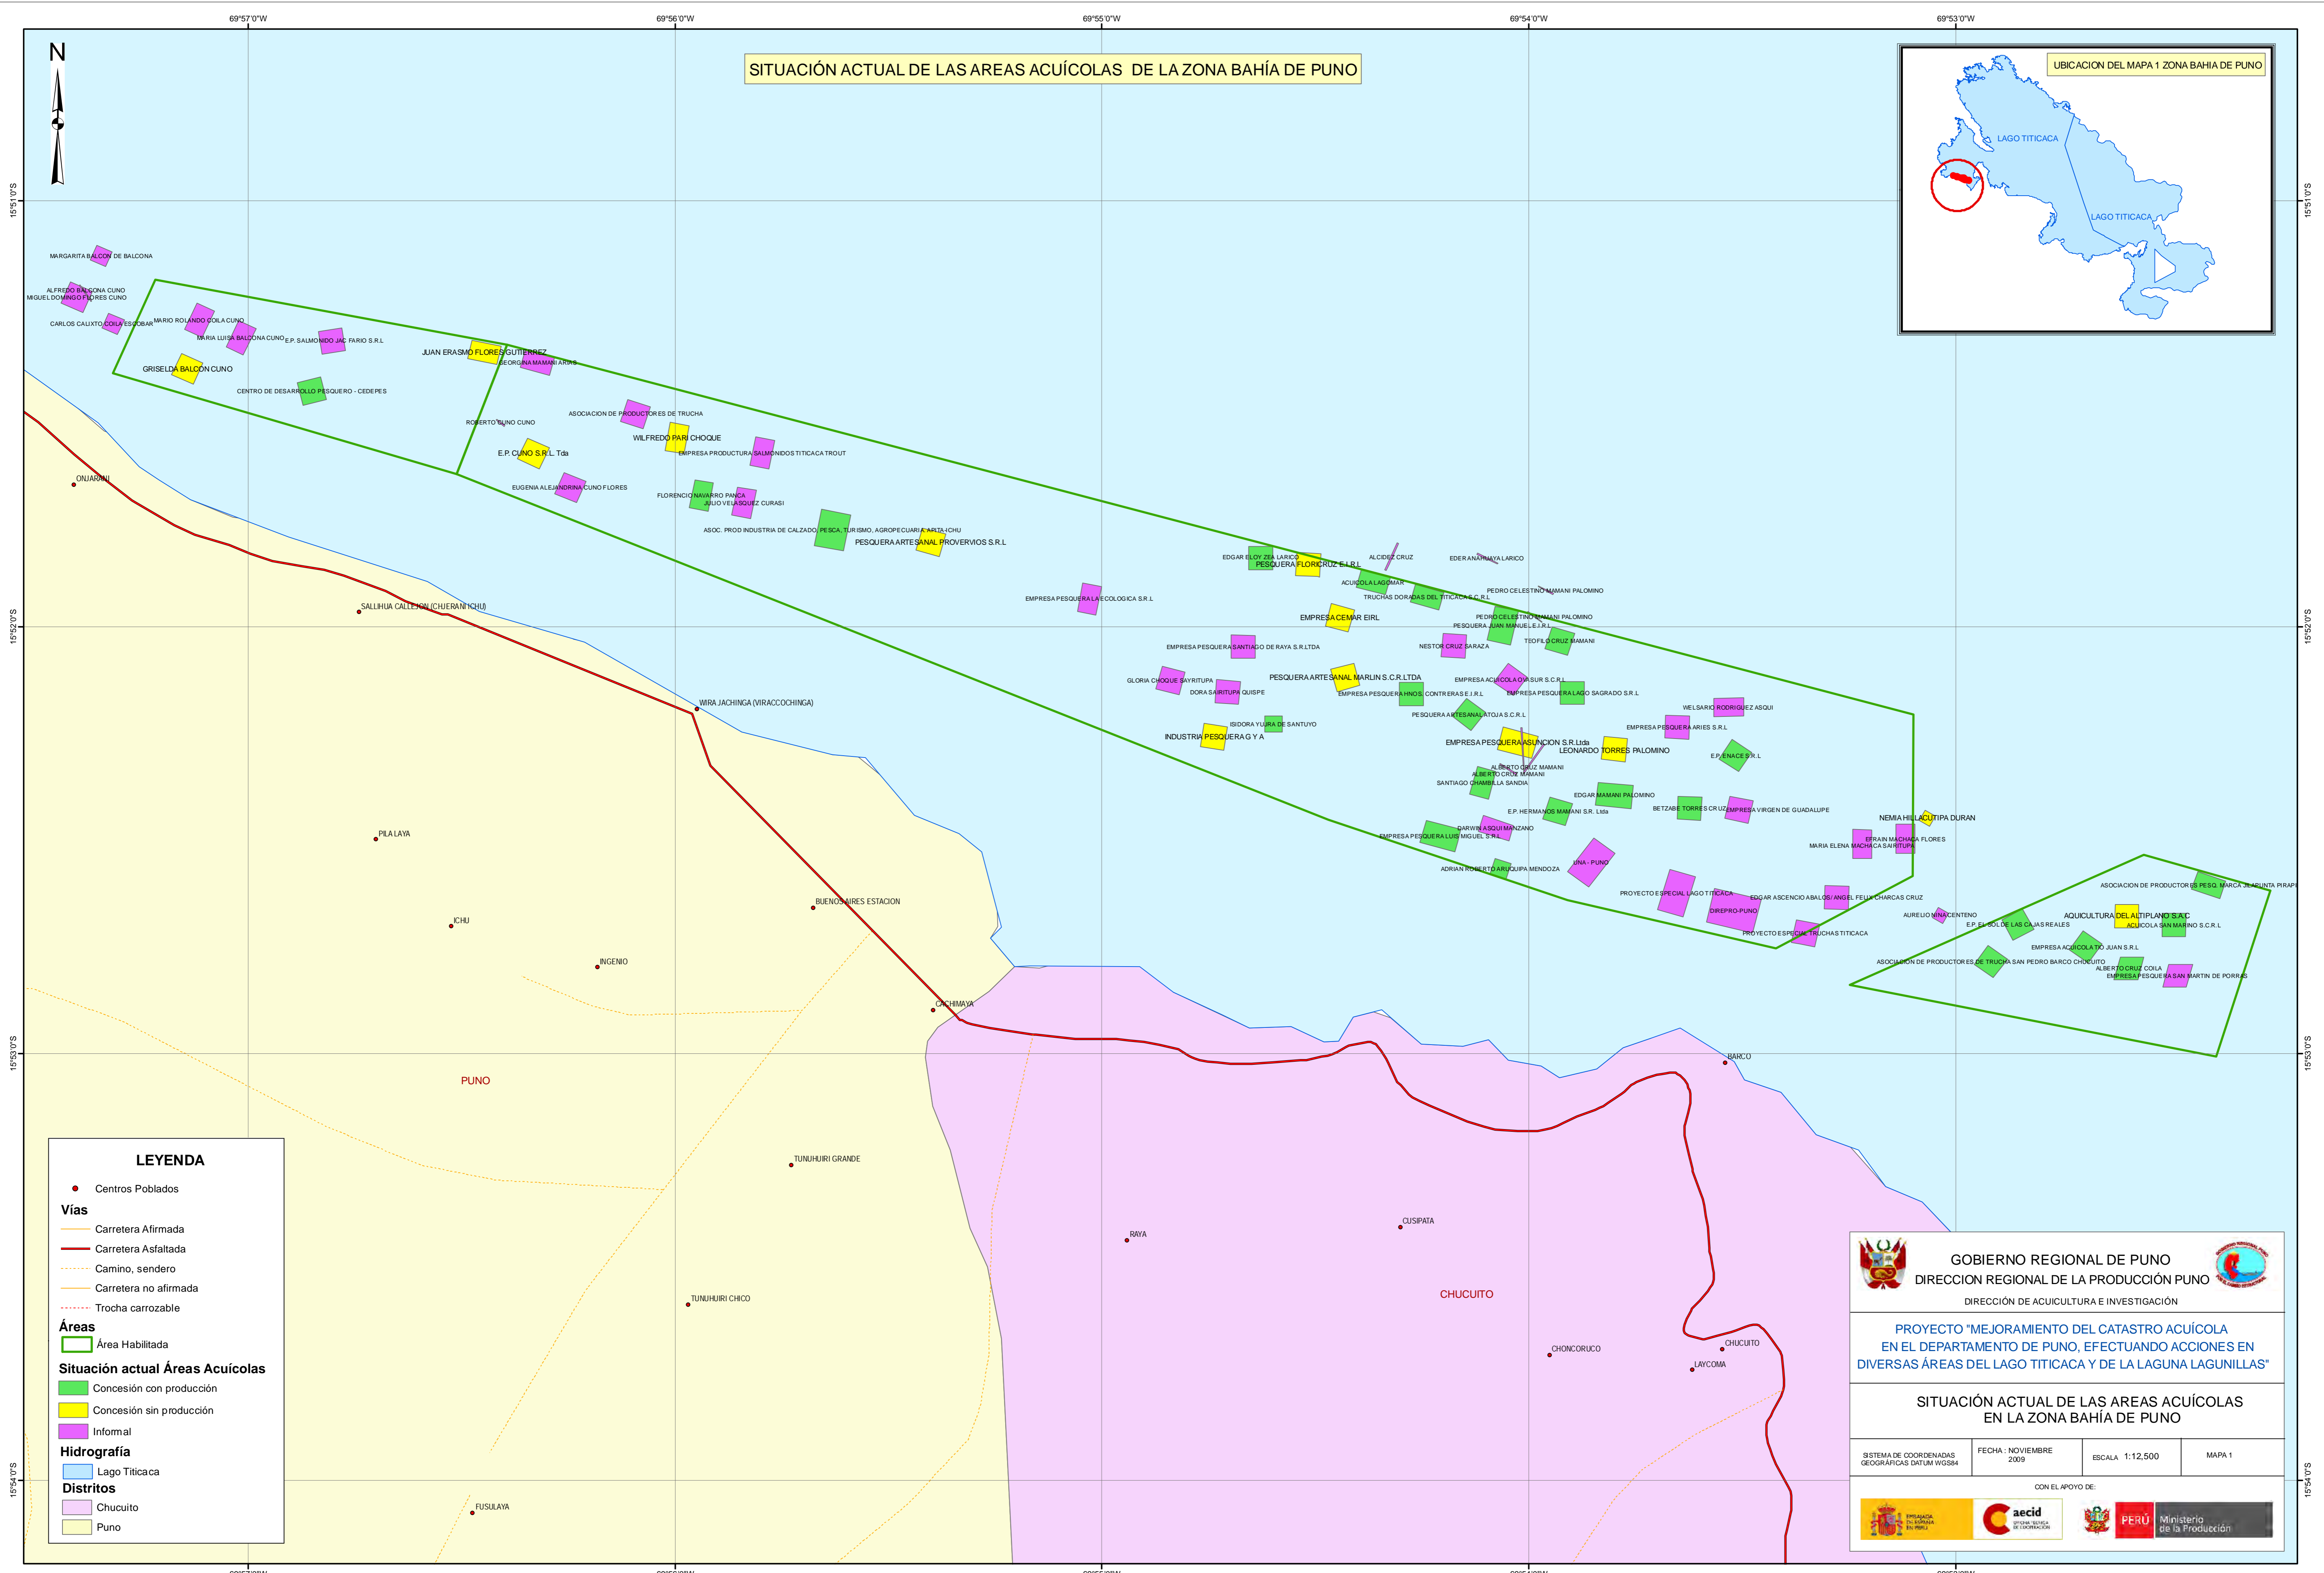 69°57'0"W
69°56'0"W
69°55'0"W
69°54'0"W
69°53'0"W
N
SITUACIÓN ACTUAL DE LAS AREAS ACUÍCOLAS DE LA ZONA BAHÍA DE PUNO
UBICACION DEL MAPA 1 ZONA BAHIA DE PUNO
LAGO TITICACA
LAGO TITICACA
15°51'0"S
15°51'0"S
MARGARITA BALCON DE BALCONA
ALFREDO BALCONA CUNO
MIGUEL DOMINGO FLORES CUNO
CARLOS CALIXTO COILA ESCOBAR
MARIO ROLANDO COILA CUNO
MARIA LUISA BALCONA CUNO
E.P. SALMONIDO JAC FARIO S.R.L
GRISELDA BALCON CUNO
CENTRO DE DESARROLLO PESQUERO - CEDEPES
JUAN ERASMO FLORES GUTIERREZ
GEORGINA MAMANI ARIAS
ROBERTO CUNO CUNO
ASOCIACION DE PRODUCTORES DE TRUCHA
WILFREDO PARI CHOQUE
E.P. CUNO S.R.L. Tda
EMPRESA PRODUCTURA SALMONIDOS TITICACA TROUT
EUGENIA ALEJANDRINA CUNO FLORES
FLORENCIO NAVARRO PANCA
JULIO VELASQUEZ CURASI
ASOC. PROD INDUSTRIA DE CALZADO, PESCA, TURISMO, AGROPECUARIA APITA-ICHU
PESQUERA ARTESANAL PROVERVIOS S.R.L
EMPRESA PESQUERA LA ECOLOGICA S.R.L
EDGAR ELOY ZEA LARICO
PESQUERA FLORICRUZ E.I.R.L
ALCIDEZ CRUZ
EDER ANAHUAYA LARICO
ACUICOLA LAGOMAR
TRUCHAS DORADAS DEL TITICACA S.C.R.L
PEDRO CELESTINO MAMANI PALOMINO
EMPRESA CEMAR EIRL
PEDRO CELESTINO MAMANI PALOMINO
PESQUERA JUAN MANUEL E.I.R.L
TEOFILO CRUZ MAMANI
EMPRESA PESQUERA SANTIAGO DE RAYA S.R.LTDA
NESTOR CRUZ SARAZA
GLORIA CHOQUE SAYRITUPA
DORA SAIRITUPA QUISPE
PESQUERA ARTESANAL MARLIN S.C.R.LTDA
EMPRESA ACUICOLA OVASUR S.C.R.L
EMPRESA PESQUERA HNOS. CONTRERAS E.I.R.L
EMPRESA PESQUERA LAGO SAGRADO S.R.L
ISIDORA YUJRA DE SANTUYO
INDUSTRIA PESQUERA G Y A
PESQUERA ARTESANAL ATOJA S.C.R.L
WELSARIO RODRIGUEZ ASQUI
EMPRESA PESQUERA ARIES S.R.L
EMPRESA PESQUERA ASUNCION S.R.Ltda
LEONARDO TORRES PALOMINO
E.P. ENACE S.R.L
ALBERTO CRUZ MAMANI
ALBERTO CRUZ MAMANI
SANTIAGO CHAMBILLA SANDIA
EDGAR MAMANI PALOMINO
E.P. HERMANOS MAMANI S.R. Ltda
BETZABE TORRES CRUZ
EMPRESA VIRGEN DE GUADALUPE
DARWIN ASQUI MANZANO
EMPRESA PESQUERA LUIS MIGUEL S.R.L
ADRIAN ROBERTO ARUQUIPA MENDOZA
UNA - PUNO
NEMIA HILLACUTIPA DURAN
EFRAIN MACHACA FLORES
MARIA ELENA MACHACA SAIRITUPA
PROYECTO ESPECIAL LAGO TITICACA
DIREPRO-PUNO
EDGAR ASCENCIO ABALOS/ ANGEL FELIX CHARCAS CRUZ
PROYECTO ESPECIAL TRUCHAS TITICACA
AURELIO NINA CENTENO
E.P. EL SOL DE LAS CAJAS REALES
ASOCIACION DE PRODUCTORES PESQ. MARCA JILAPUNTA PIRAPI
AQUICULTURA DEL ALTIPLANO S.A.C
ACUICOLA SAN MARINO S.C.R.L
EMPRESA ACUICOLA TIO JUAN S.R.L
ASOCIACION DE PRODUCTORES DE TRUCHA SAN PEDRO BARCO CHUCUITO
ALBERTO CRUZ COILA
EMPRESA PESQUERA SAN MARTIN DE PORRAS
15°52'0"S
15°52'0"S
ONJARANI
SALLIHUA CALLEJON (CHJERANI ICHU)
WIRA JACHINGA (VIRACCOCHINGA)
PILA LAYA
BUENOS AIRES ESTACION
ICHU
INGENIO
CACHIMAYA
15°53'0"S
15°53'0"S
BARCO
PUNO
TUNUHUIRI GRANDE
RAYA
CUSIPATA
TUNUHUIRI CHICO
CHUCUITO
CHONCORUCO
CHUCUITO
LAYCOMA
FUSULAYA
15°54'0"S
15°54'0"S
LEYENDA
Centros Poblados
Vías
Carretera Afirmada
Carretera Asfaltada
Camino, sendero
Carretera no afirmada
Trocha carrozable
Áreas
Área Habilitada
Situación actual Áreas Acuícolas
Concesión con producción
Concesión sin producción
Informal
Hidrografía
Lago Titicaca
Distritos
Chucuito
Puno
GOBIERNO REGIONAL DE PUNO
DIRECCION REGIONAL DE LA PRODUCCIÓN PUNO
DIRECCIÓN DE ACUICULTURA E INVESTIGACIÓN
PROYECTO "MEJORAMIENTO DEL CATASTRO ACUÍCOLA
EN EL DEPARTAMENTO DE PUNO, EFECTUANDO ACCIONES EN
DIVERSAS ÁREAS DEL LAGO TITICACA Y DE LA LAGUNA LAGUNILLAS"
SITUACIÓN ACTUAL DE LAS AREAS ACUÍCOLAS
EN LA ZONA BAHÍA DE PUNO
SISTEMA DE COORDENADAS
GEOGRÁFICAS DATUM WGS84
FECHA : NOVIEMBRE
2009
ESCALA 1:12,500
MAPA 1
CON EL APOYO DE:
EMBAJADA
DE ESPAÑA
EN PERÚ
aecid
PERÚ
Ministerio
de la Producción